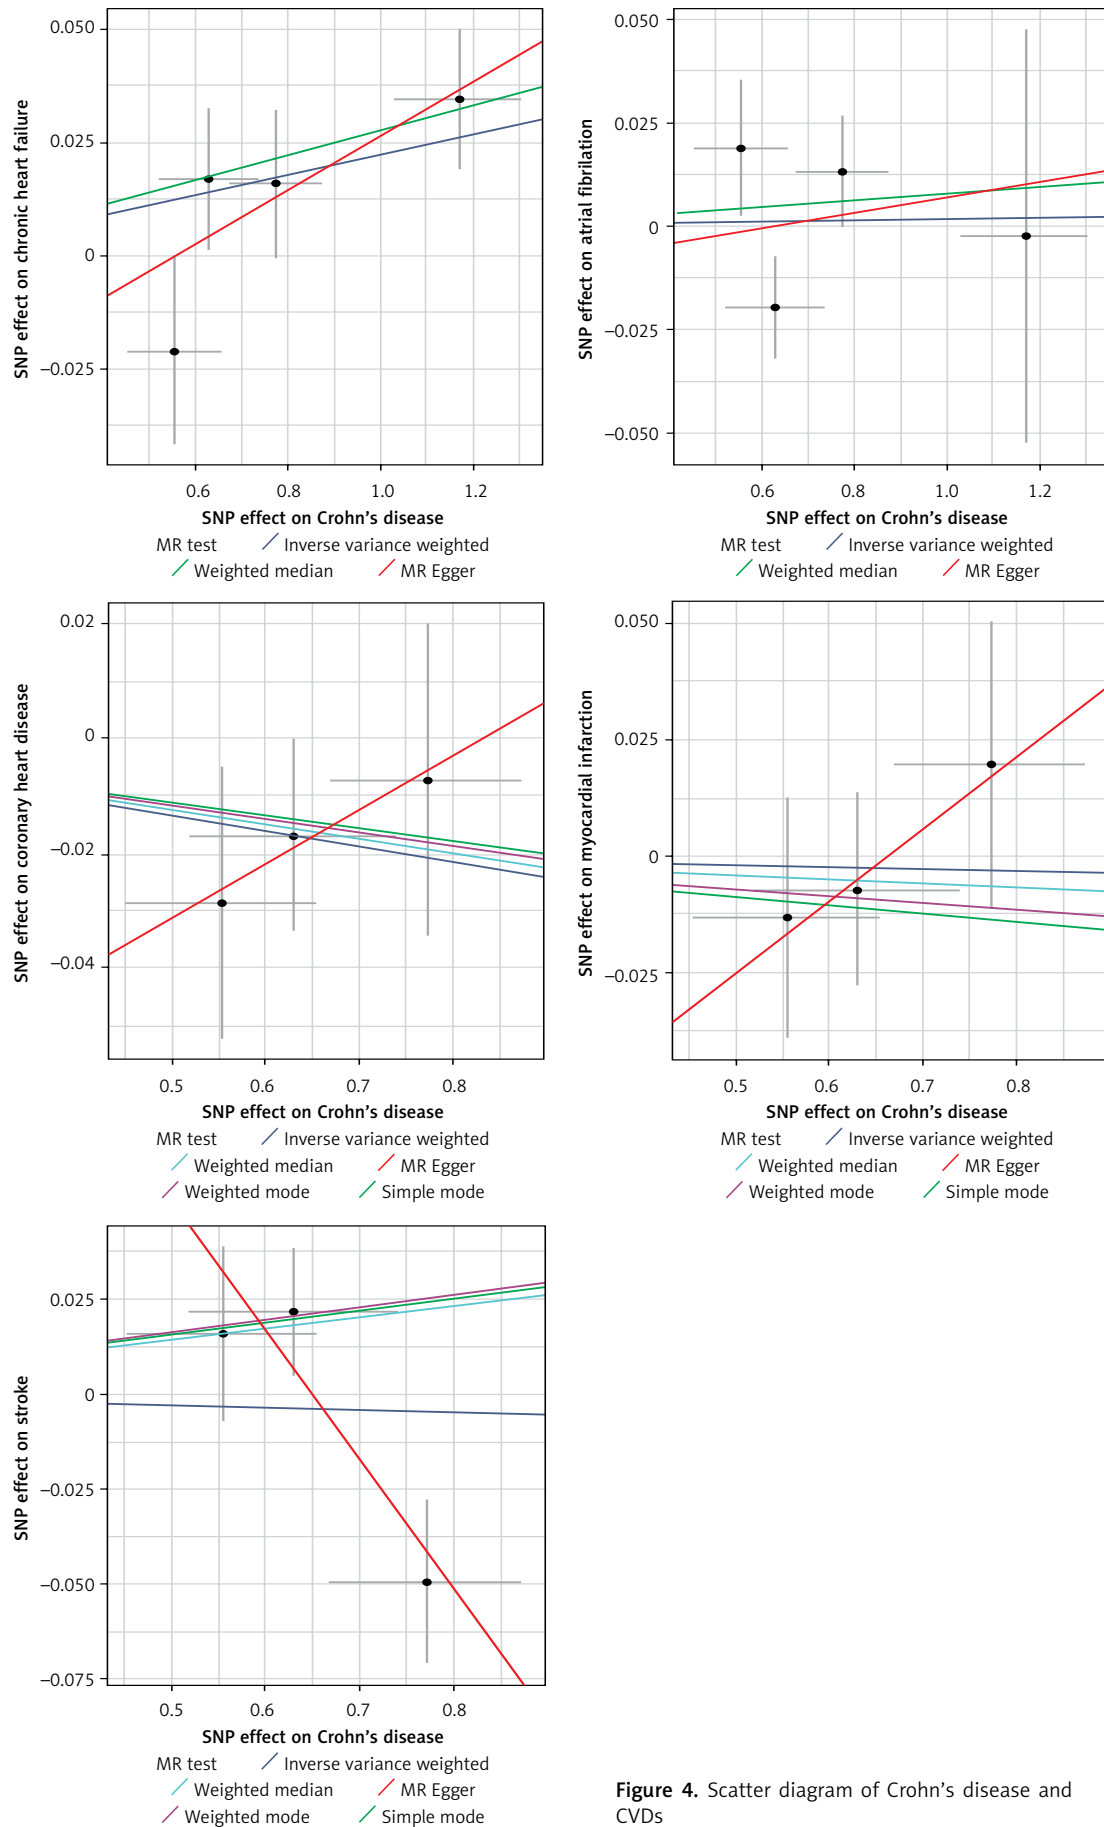 0.050
0.025
0
−0.025
SNP effect on chronic heart failure
0.6 0.8 1.0 1.2
SNP effect on Crohn's disease
MR test Inverse variance weighted
Weighted median MR Egger
0.050
0.025
0
−0.025
−0.050
SNP effect on atrial fibrilation
0.6 0.8 1.0 1.2
SNP effect on Crohn's disease
MR test Inverse variance weighted
Weighted median MR Egger
0.02
0
−0.02
−0.04
SNP effect on coronary heart disease
0.5 0.6 0.7 0.8
SNP effect on Crohn's disease
MR test Inverse variance weighted
Weighted median MR Egger
Weighted mode Simple mode
0.050
0.025
0
−0.025
SNP effect on myocardial infarction
0.5 0.6 0.7 0.8
SNP effect on Crohn's disease
MR test Inverse variance weighted
Weighted median MR Egger
Weighted mode Simple mode
0.025
0
−0.025
−0.050
−0.075
SNP effect on stroke
0.5 0.6 0.7 0.8
SNP effect on Crohn's disease
MR test Inverse variance weighted
Weighted median MR Egger
Weighted mode Simple mode
Figure 4. Scatter diagram of Crohn's disease and
CVDs